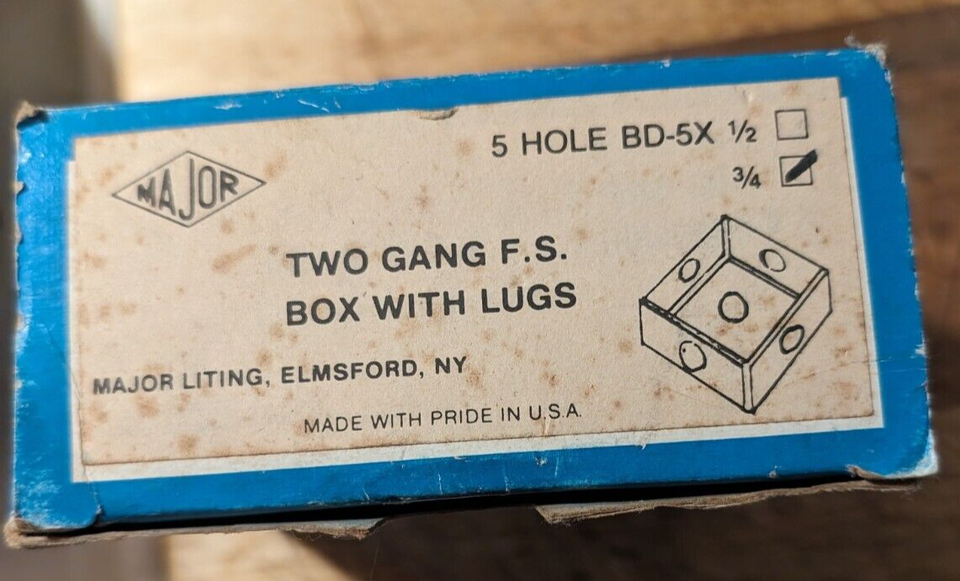 MAJOR
5 HOLE BD-5X ½
¾
TWO GANG F.S.
BOX WITH LUGS
MAJOR LITING, ELMSFORD, NY
MADE WITH PRIDE IN U.S.A.